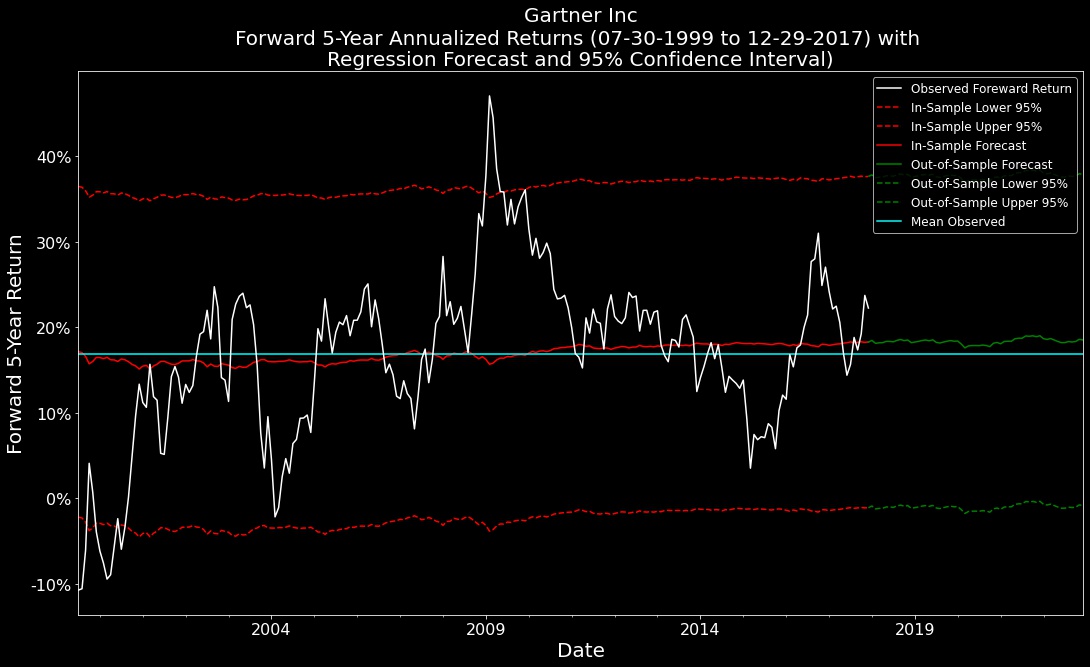 Gartner Inc
Forward 5-Year Annualized Returns (07-30-1999 to 12-29-2017) with
Regression Forecast and 95% Confidence Interval)
Observed Foreward Return
In-Sample Lower 95%
In-Sample Upper 95%
In-Sample Forecast
Out-of-Sample Forecast
Out-of-Sample Lower 95%
Out-of-Sample Upper 95%
Mean Observed
Forward 5-Year Return
40%
30%
20%
10%
0%
-10%
2004
2009
2014
2019
Date